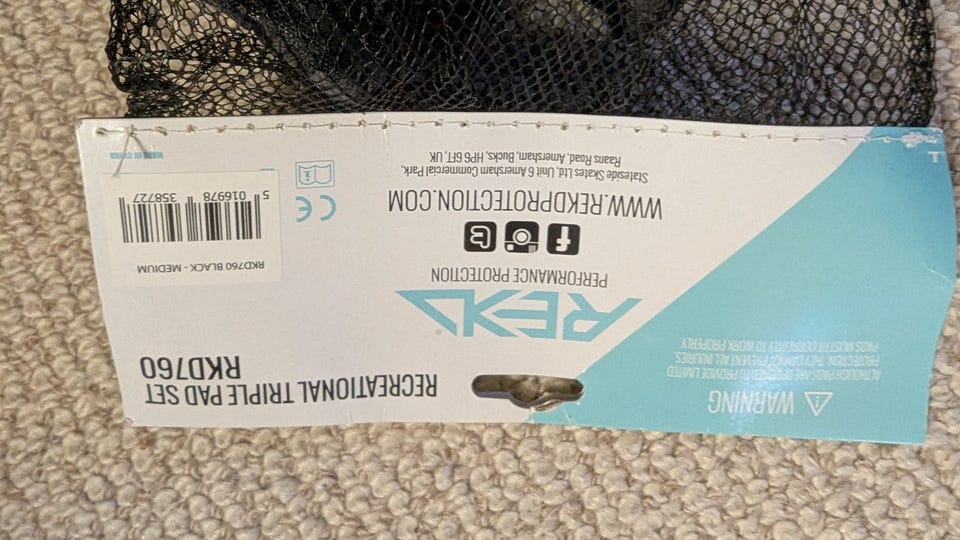 WARNING
ALTHOUGH PADS ARE DESIGNED TO PROVIDE LIMITED
PROTECTION, THEY CANNOT PREVENT ALL INJURIES.
PADS MUST FIT CORRECTLY TO WORK PROPERLY.
RECREATIONAL TRIPLE PAD SET
RKD760
REKD®
PERFORMANCE PROTECTION
WWW.REKDPROTECTION.COM
Stateside Skates Ltd, Unit 6 Amersham Commercial Park,
Raans Road, Amersham, Bucks, HP6 6FT, UK
RKD760 BLACK - MEDIUM
5 016978 358727
CE
MADE IN CHINA